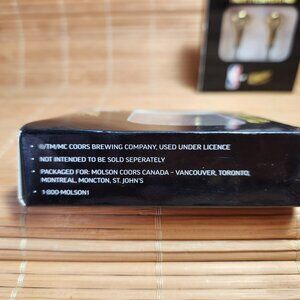 ®/TM/MC COORS BREWING COMPANY, USED UNDER LICENCE
NOT INTENDED TO BE SOLD SEPERATELY
PACKAGED FOR: MOLSON COORS CANADA - VANCOUVER, TORONTO,
MONTREAL, MONCTON, ST. JOHN'S
1-800-MOLSON1